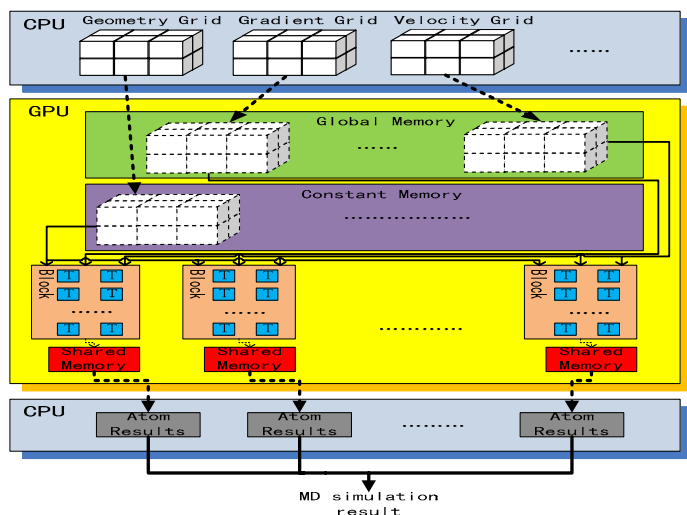 CPU Geometry Grid Gradient Grid Velocity Grid
......
GPU
Global Memory
......
Constant Memory
..................
Block T T Block T T Block T T
T T T T T T
...... ...... ......
T T T T T T
............
Shared Shared Shared
Memory Memory Memory
CPU
Atom Atom Atom
Results Results ......... Results
MD simulation
result